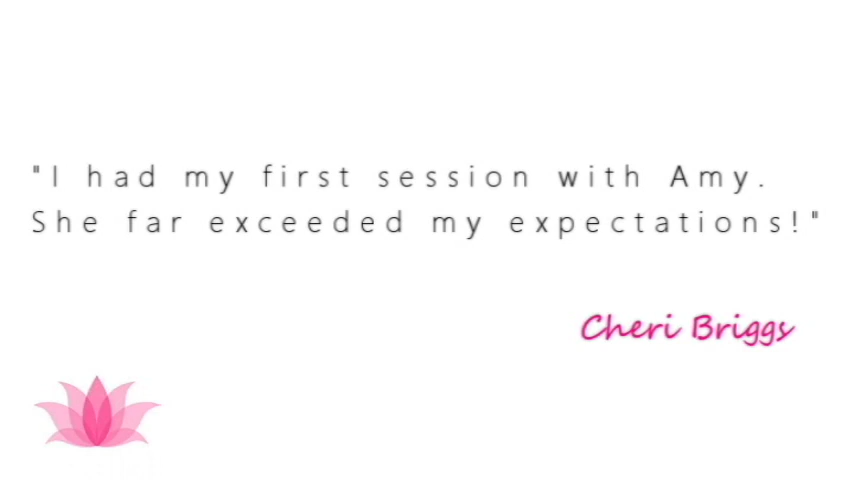 "I had my first session with Amy.
She far exceeded my expectations!"
Cheri Briggs